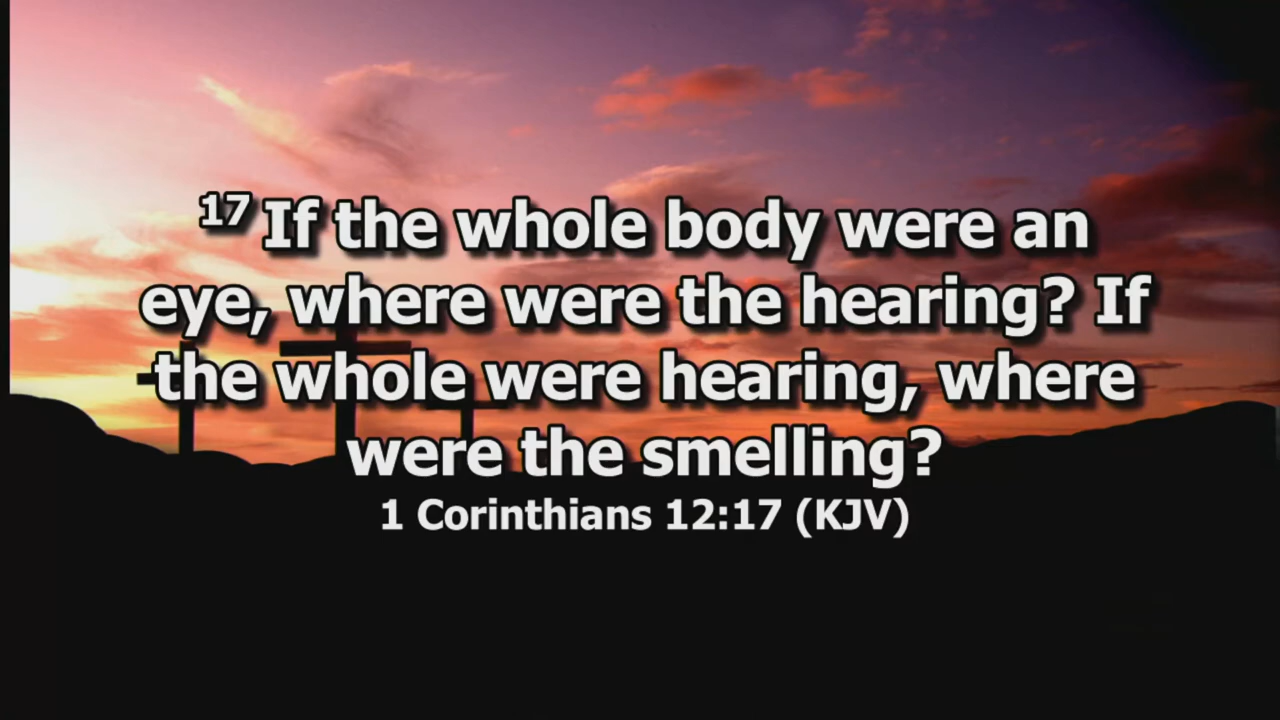 17 If the whole body were an
eye, where were the hearing? If
the whole were hearing, where
were the smelling?
1 Corinthians 12:17 (KJV)